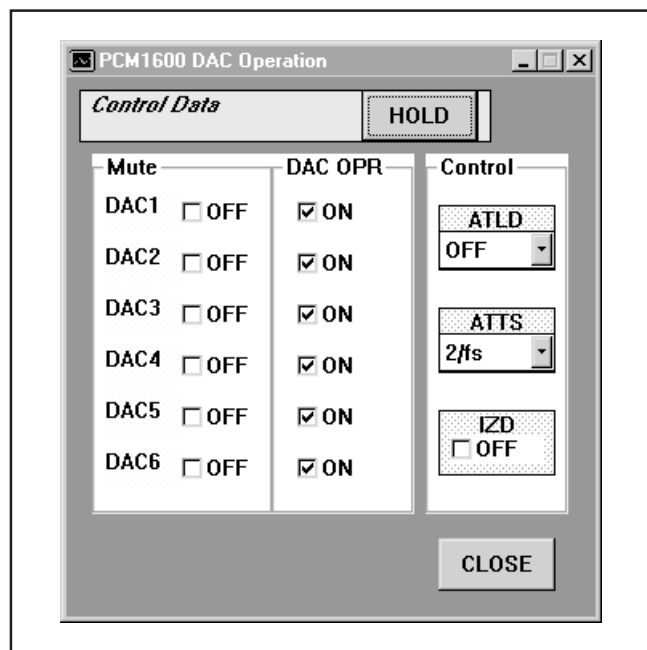 PCM1600 DAC Operation
Control Data
HOLD
Mute DAC OPR Control
DAC1 OFF ON
DAC2 OFF ON
DAC3 OFF ON
DAC4 OFF ON
DAC5 OFF ON
DAC6 OFF ON
ATLD
OFF
ATTS
2/fs
IZD
OFF
CLOSE